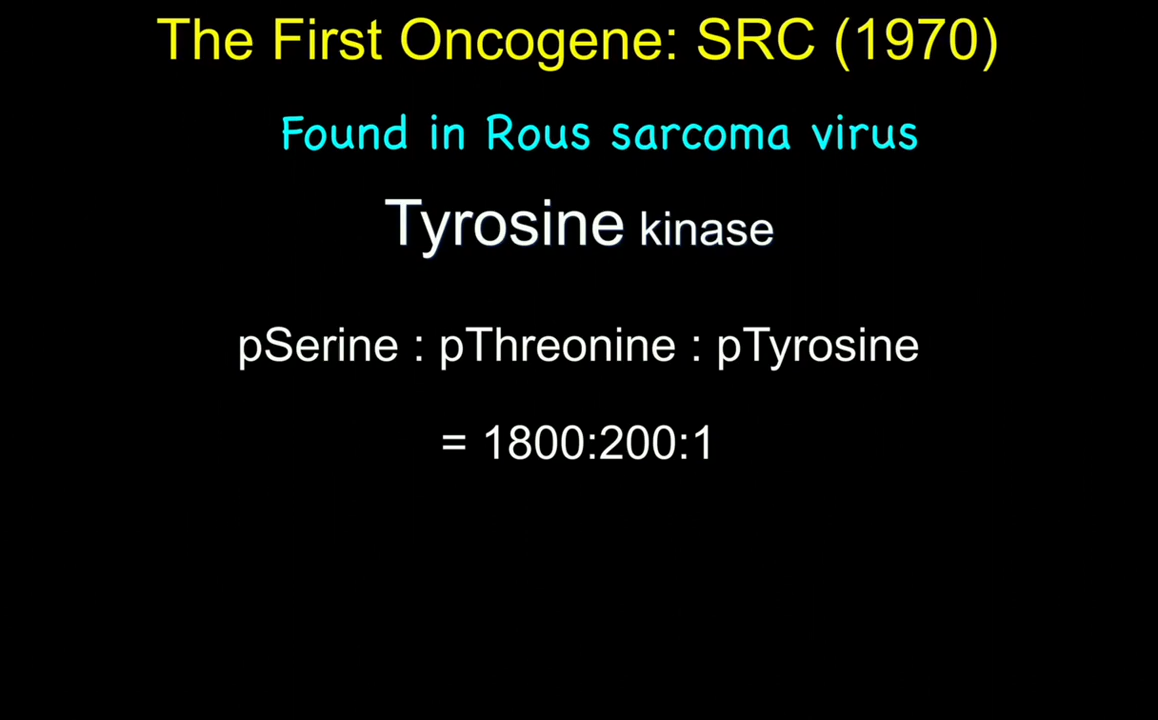 The First Oncogene: SRC (1970)
Found in Rous sarcoma virus
Tyrosine kinase
pSerine : pThreonine : pTyrosine
= 1800:200:1